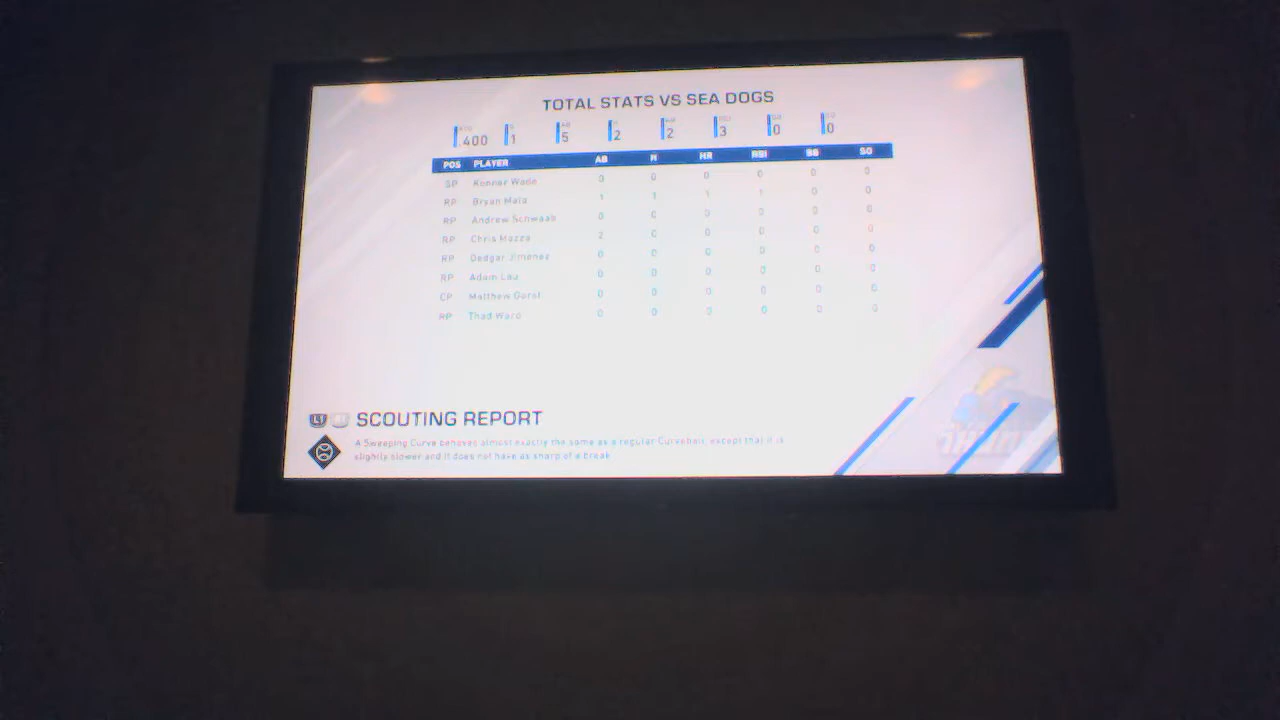 TOTAL STATS VS SEA DOGS
.400 1 5 2 2 3 0 0
POS PLAYER AB H HR RBI BB SO
SP Konner Wade 0 0 0 0 0 0
RP Bryan Mata 1 1 1 1 0 0
RP Andrew Schwaab 0 0 0 0 0 0
RP Chris Mazza 2 0 0 0 0 0
RP Dedgar Jimenez 0 0 0 0 0 0
RP Adam Lau 0 0 0 0 0 0
CP Matthew Gorst 0 0 0 0 0 0
RP Thad Ward 0 0 0 0 0 0
SCOUTING REPORT
A Sweeping Curve behaves almost exactly the same as a regular Curveball, except that it is
slightly slower and it does not have as sharp of a break